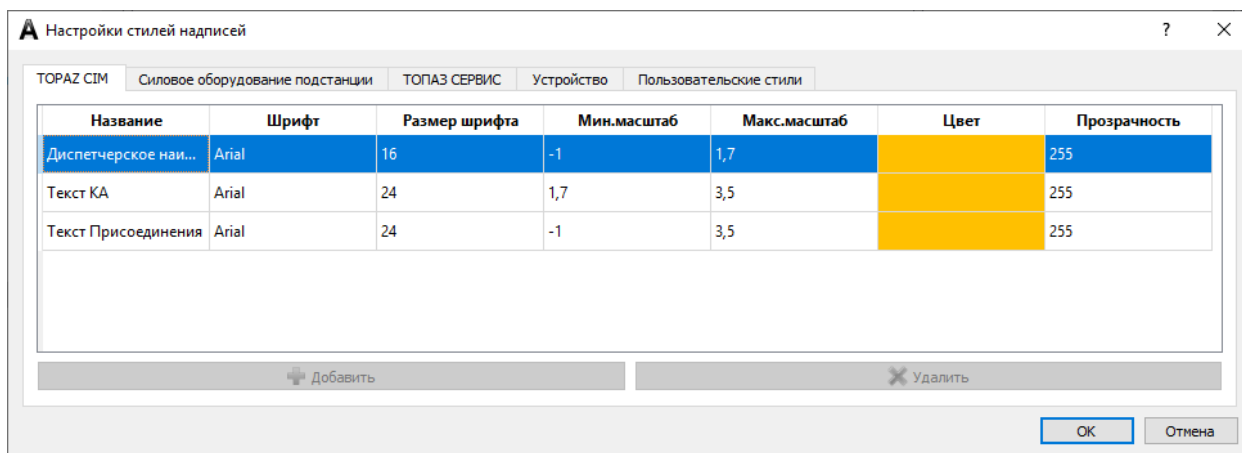 Настройки стилей надписей ?
TOPAZ CIM Силовое оборудование подстанции ТОПАЗ СЕРВИС Устройство Пользовательские стили
Название Шрифт Размер шрифта Мин.масштаб Макс.масштаб Цвет Прозрачность
Диспетчерское наи... Arial 16 -1 1,7 255
Текст КА Arial 24 1,7 3,5 255
Текст Присоединения Arial 24 -1 3,5 255
Добавить Удалить
OK Отмена